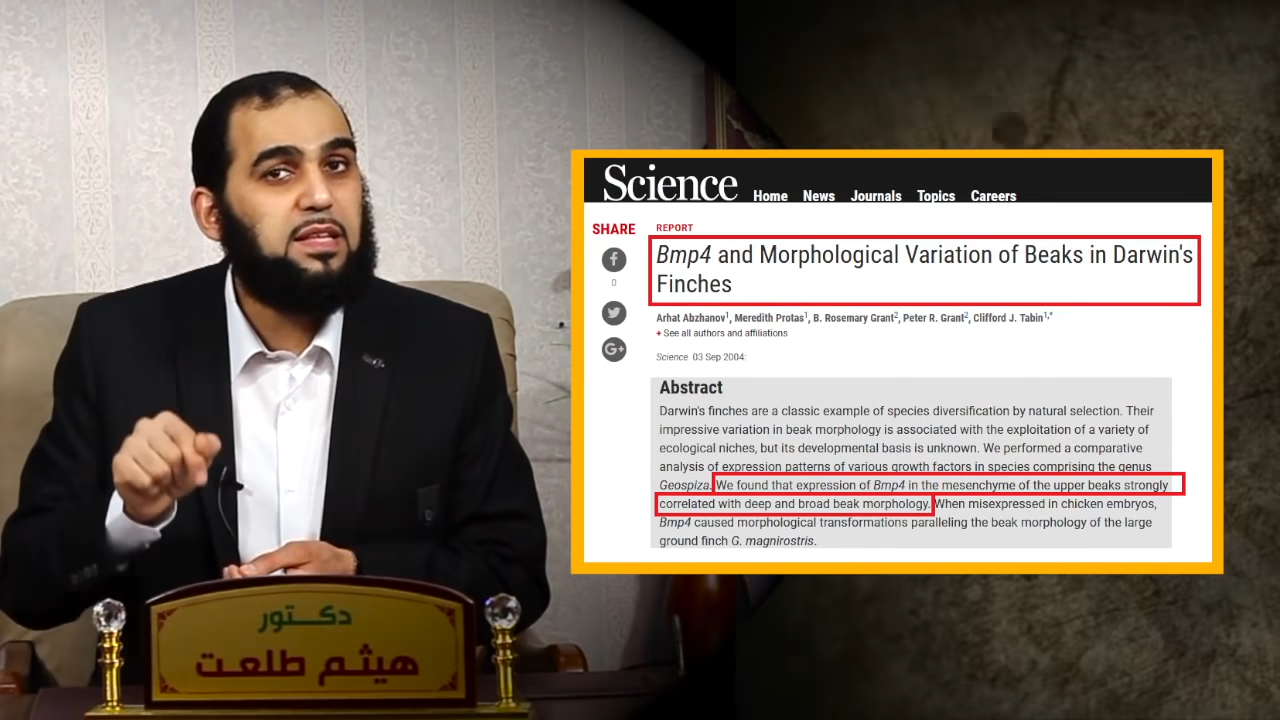 دكتور
هيثم طلعت
Science Home News Journals Topics Careers
SHARE
0
REPORT
Bmp4 and Morphological Variation of Beaks in Darwin's
Finches
Arhat Abzhanov1, Meredith Protas1, B. Rosemary Grant2, Peter R. Grant2, Clifford J. Tabin1,*
+ See all authors and affiliations
Science 03 Sep 2004:
Abstract
Darwin's finches are a classic example of species diversification by natural selection. Their
impressive variation in beak morphology is associated with the exploitation of a variety of
ecological niches, but its developmental basis is unknown. We performed a comparative
analysis of expression patterns of various growth factors in species comprising the genus
Geospiza. We found that expression of Bmp4 in the mesenchyme of the upper beaks strongly
correlated with deep and broad beak morphology. When misexpressed in chicken embryos,
Bmp4 caused morphological transformations paralleling the beak morphology of the large
ground finch G. magnirostris.